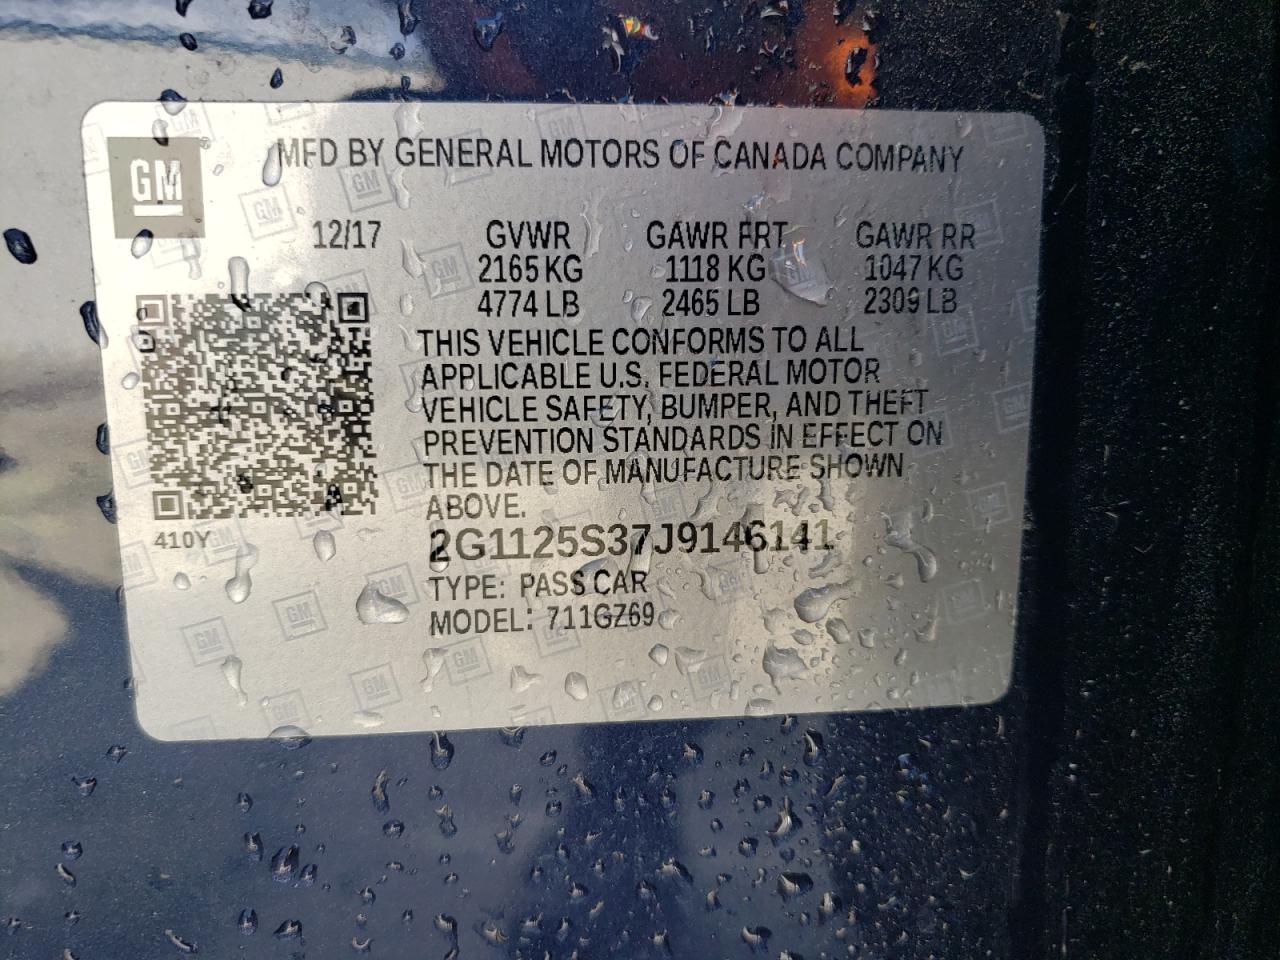 GM
MFD BY GENERAL MOTORS OF CANADA COMPANY
12/17 GVWR GAWR FRT GAWR RR
2165 KG 1118 KG 1047 KG
4774 LB 2465 LB 2309 LB
THIS VEHICLE CONFORMS TO ALL
APPLICABLE U.S. FEDERAL MOTOR
VEHICLE SAFETY, BUMPER, AND THEFT
PREVENTION STANDARDS IN EFFECT ON
THE DATE OF MANUFACTURE SHOWN
ABOVE.
410Y
2G1125S37J9146141
TYPE: PASS CAR
MODEL: 711GZ69